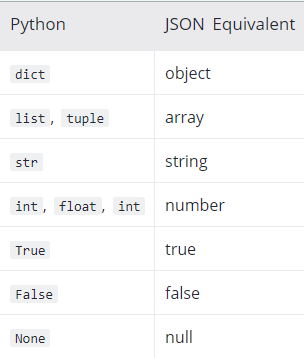 Python JSON Equivalent
dict object
list, tuple array
str string
int, float, int number
True true
False false
None null